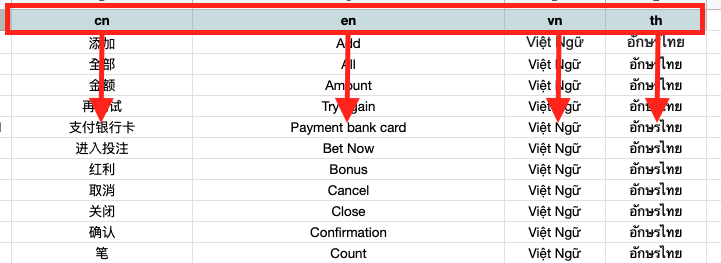 cn en vn th
添加 Add Việt Ngữ อักษรไทย
全部 All Việt Ngữ อักษรไทย
金额 Amount Việt Ngữ อักษรไทย
Try Again Việt Ngữ อักษรไทย
支付银行卡 Payment bank card Việt Ngữ อักษรไทย
进入投注 Bet Now Việt Ngữ อักษรไทย
红利 Bonus Việt Ngữ อักษรไทย
取消 Cancel Việt Ngữ อักษรไทย
关闭 Close Việt Ngữ อักษรไทย
确认 Confirmation Việt Ngữ อักษรไทย
笔 Count Việt Ngữ อักษรไทย